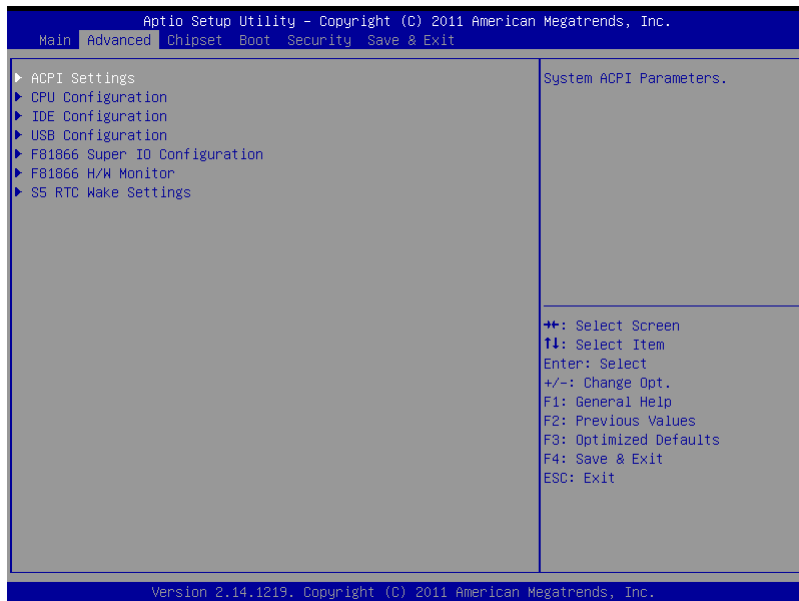 Aptio Setup Utility – Copyright (C) 2011 American Megatrends, Inc.
Main Advanced Chipset Boot Security Save & Exit
▶ ACPI Settings
▶ CPU Configuration
▶ IDE Configuration
▶ USB Configuration
▶ F81866 Super IO Configuration
▶ F81866 H/W Monitor
▶ S5 RTC Wake Settings
System ACPI Parameters.
→←: Select Screen
↑↓: Select Item
Enter: Select
+/-: Change Opt.
F1: General Help
F2: Previous Values
F3: Optimized Defaults
F4: Save & Exit
ESC: Exit
Version 2.14.1219. Copyright (C) 2011 American Megatrends, Inc.